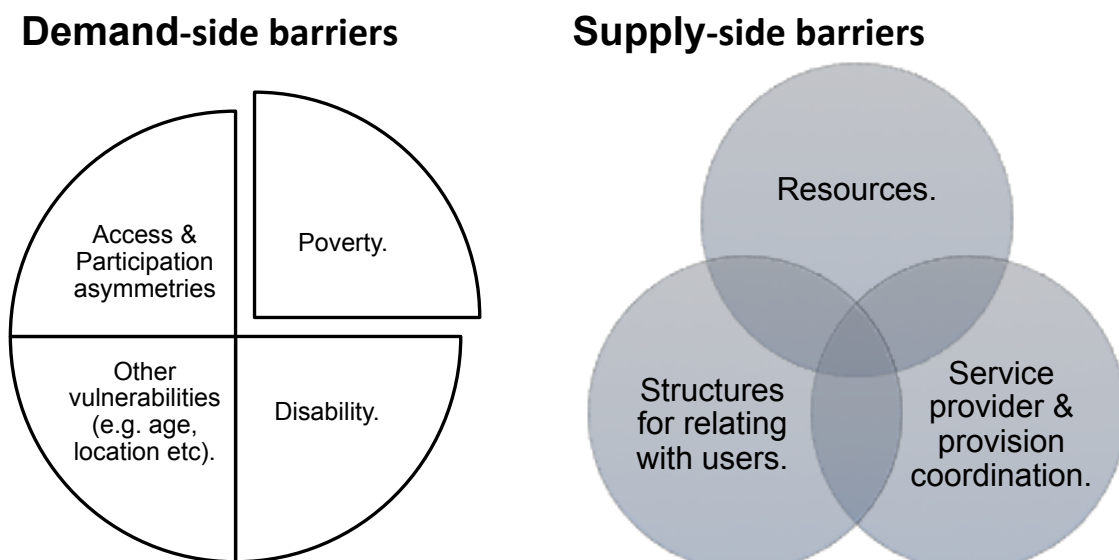 Demand-side barriers
Supply-side barriers
Access &
Participation
asymmetries
Poverty.
Other
vulnerabilities
(e.g. age,
location etc).
Disability.
Resources.
Structures
for relating
with users.
Service
provider &
provision
coordination.